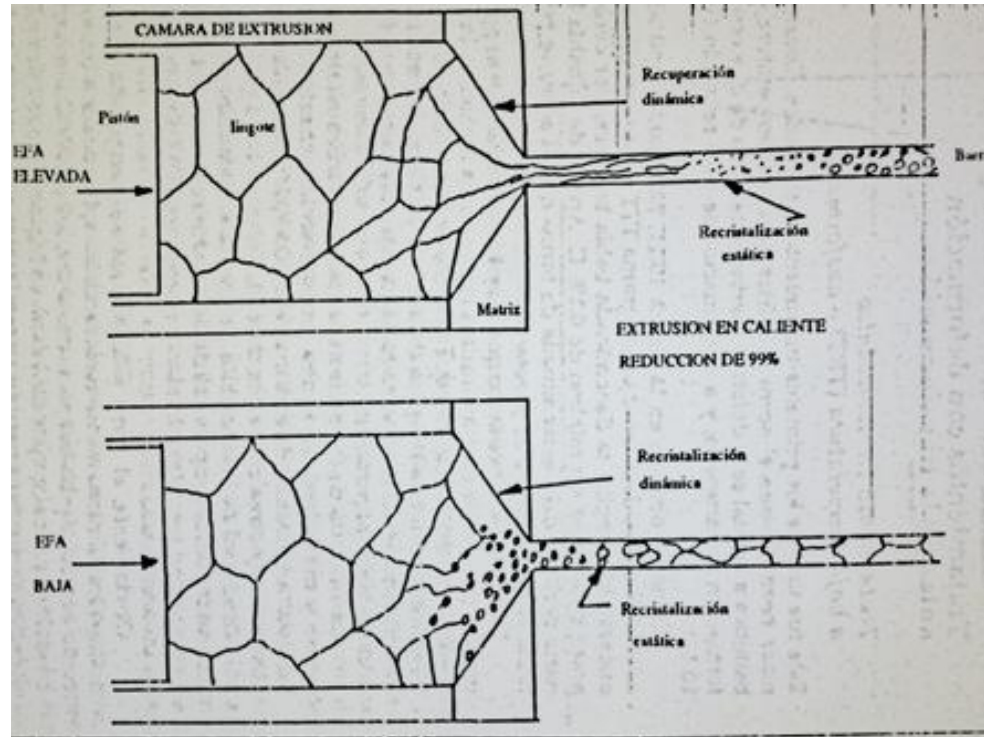 CAMARA DE EXTRUSION
Recuperación
dinámica
Pistón
lingote
EFA
ELEVADA
Barr
Recristalización
estática
Matriz
EXTRUSION EN CALIENTE
REDUCCION DE 99%
Recristalización
dinámica
EFA
BAJA
Recristalización
estática